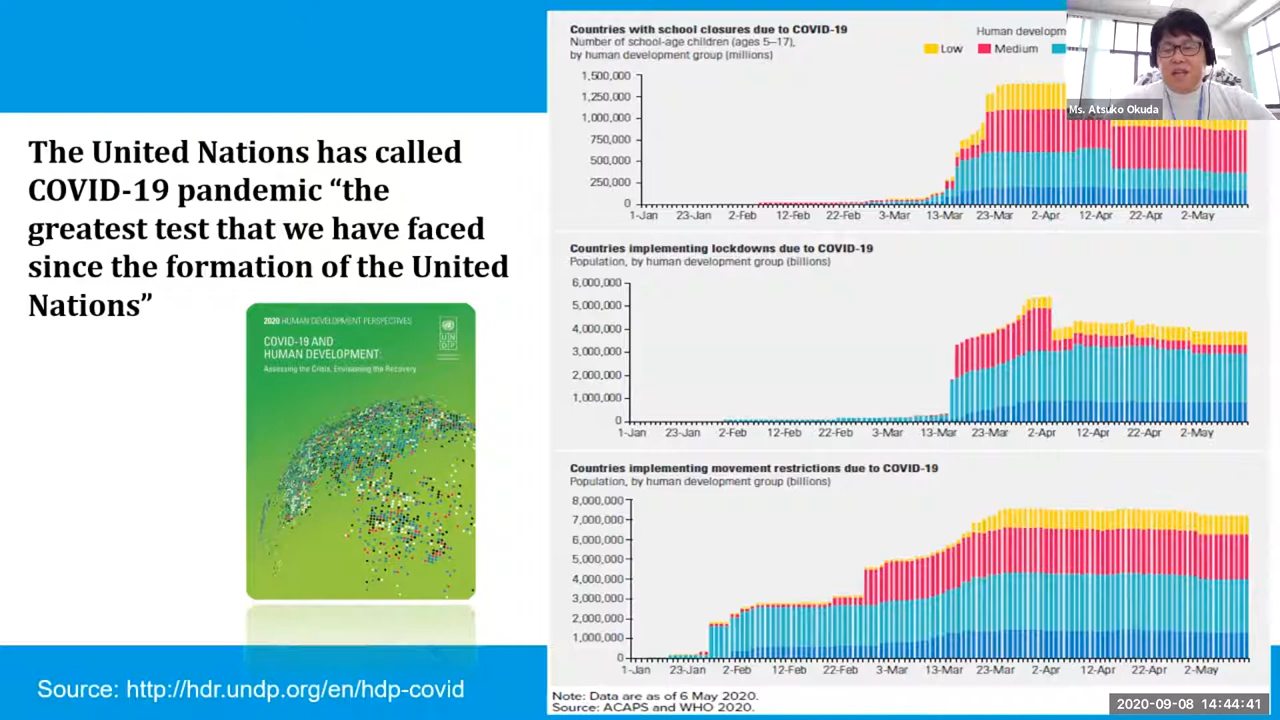 The United Nations has called
COVID-19 pandemic “the
greatest test that we have faced
since the formation of the United
Nations”
2020 HUMAN DEVELOPMENT PERSPECTIVES
COVID-19 AND
HUMAN DEVELOPMENT:
Assessing the Crisis, Envisioning the Recovery
U N
D P
Source: http://hdr.undp.org/en/hdp-covid
Countries with school closures due to COVID-19
Number of school-age children (ages 5–17),
by human development group (millions)
Human developm
Low Medium
1,500,000
1,250,000
1,000,000
750,000
500,000
250,000
0
1-Jan 23-Jan 2-Feb 12-Feb 22-Feb 3-Mar 13-Mar 23-Mar 2-Apr 12-Apr 22-Apr 2-May
Countries implementing lockdowns due to COVID-19
Population, by human development group (billions)
6,000,000
5,000,000
4,000,000
3,000,000
2,000,000
1,000,000
0
1-Jan 23-Jan 2-Feb 12-Feb 22-Feb 3-Mar 13-Mar 23-Mar 2-Apr 12-Apr 22-Apr 2-May
Countries implementing movement restrictions due to COVID-19
Population, by human development group (billions)
8,000,000
7,000,000
6,000,000
5,000,000
4,000,000
3,000,000
2,000,000
1,000,000
0
1-Jan 23-Jan 2-Feb 12-Feb 22-Feb 3-Mar 13-Mar 23-Mar 2-Apr 12-Apr 22-Apr 2-May
Note: Data are as of 6 May 2020.
Source: ACAPS and WHO 2020.
Ms. Atsuko Okuda
2020-09-08 14:44:41